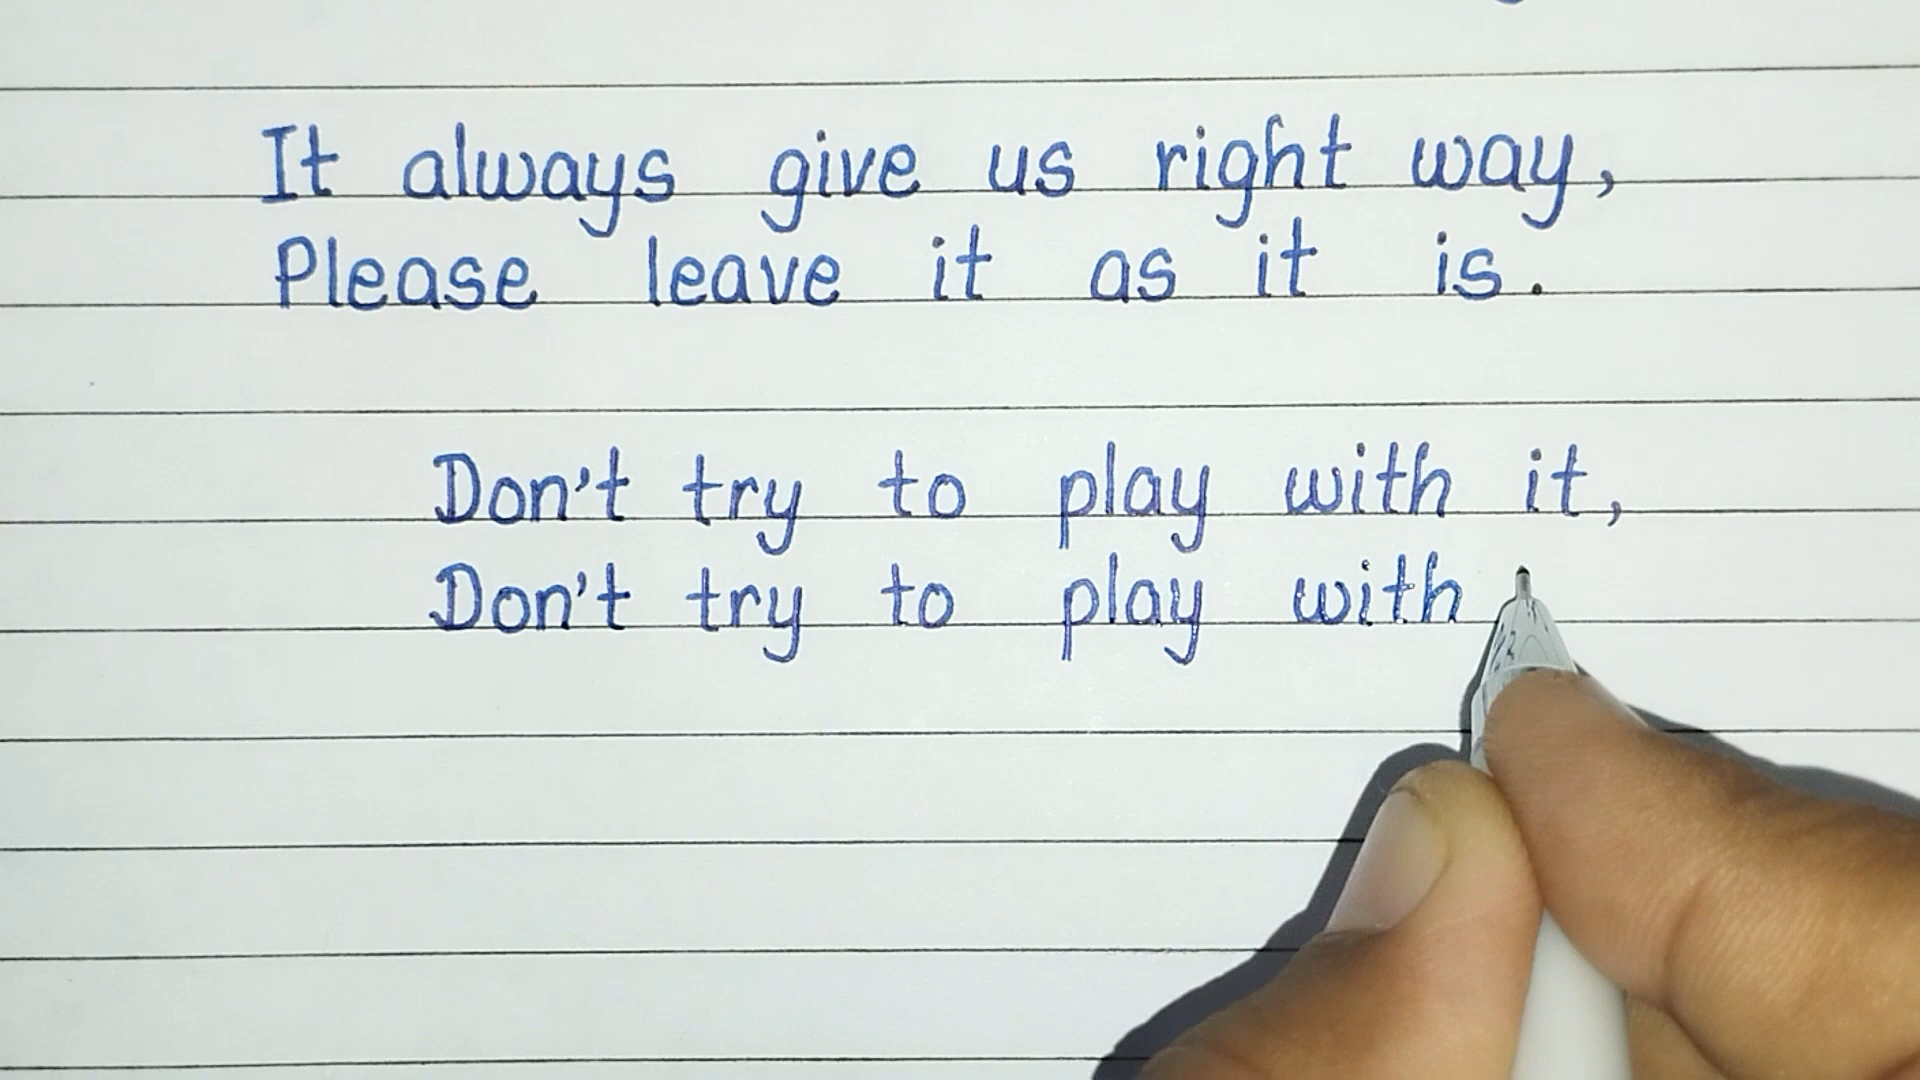 It always give us right way,
Please leave it as it is.
Don't try to play with it,
Don't try to play with